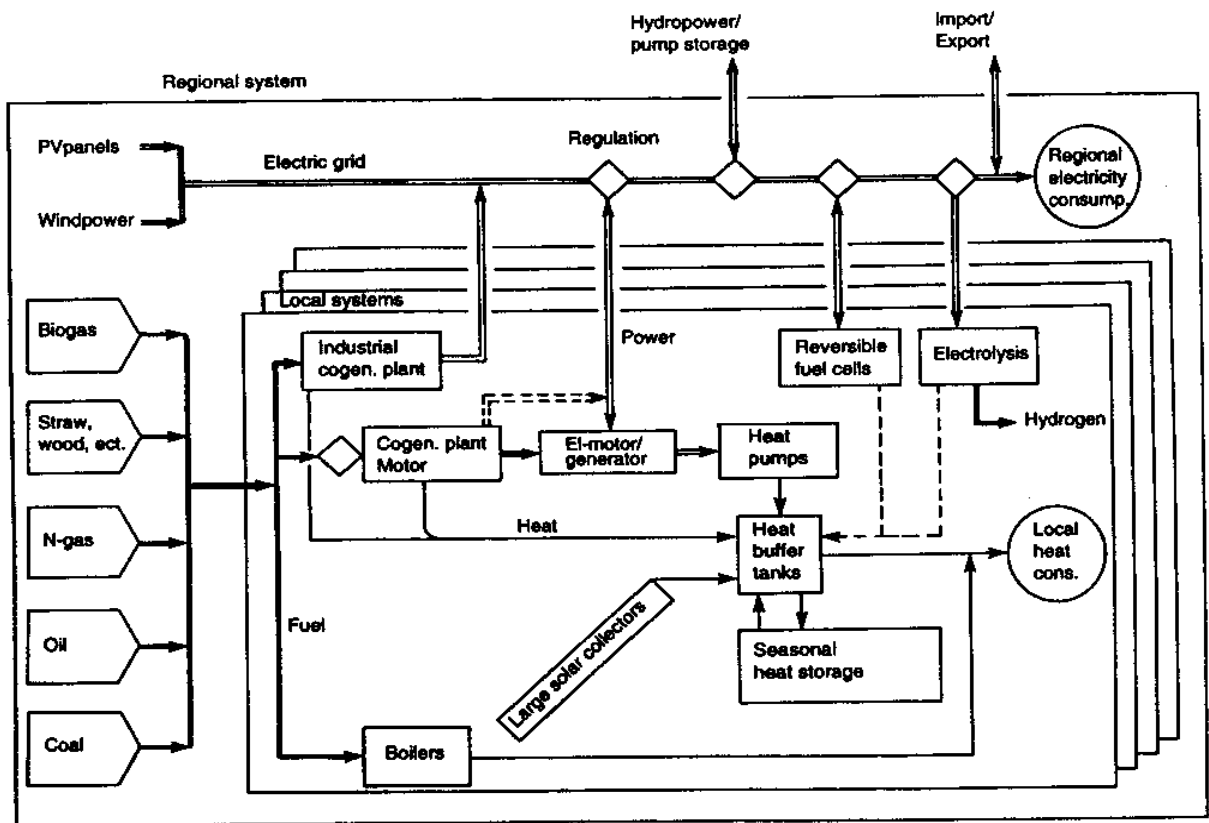 Hydropower/
pump storage
Import/
Export
Regional system
PVpanels
Electric grid
Regulation
Regional
electricity
consump.
Windpower
Local systems
Biogas
Industrial
cogen. plant
Power
Reversible
fuel cells
Electrolysis
Hydrogen
Straw,
wood, ect.
Cogen. plant
Motor
El-motor/
generator
Heat
pumps
N-gas
Heat
Heat
buffer
tanks
Local
heat
cons.
Oil
Fuel
Large solar collectors
Seasonal
heat storage
Coal
Boilers